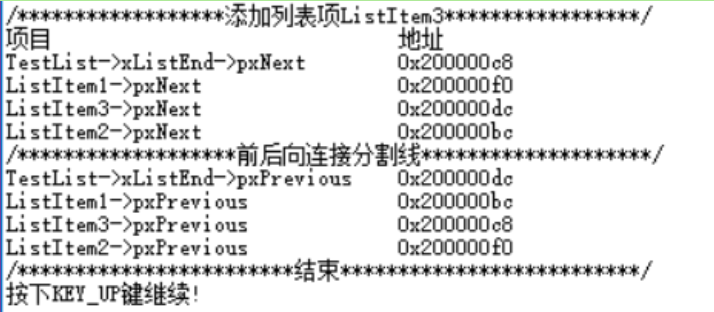 /******************添加列表项ListItem3*****************/
项目                              地址
TestList->xListEnd->pxNext        0x200000c8
ListItem1->pxNext                 0x200000f0
ListItem3->pxNext                 0x200000dc
ListItem2->pxNext                 0x200000bc
/*******************前后向连接分割线********************/
TestList->xListEnd->pxPrevious    0x200000dc
ListItem1->pxPrevious             0x200000bc
ListItem3->pxPrevious             0x200000c8
ListItem2->pxPrevious             0x200000f0
/************************结束**************************/
按下KEY_UP键继续!